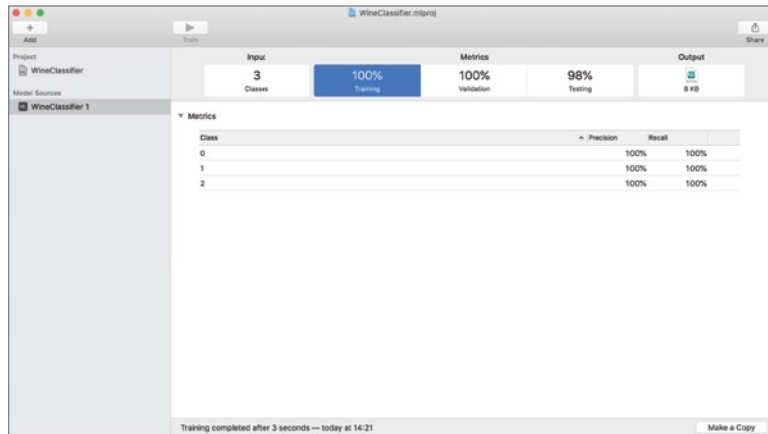 WineClassifier.mlproj
Add
Train
Share
Project
WineClassifier
Model Sources
WineClassifier 1
Input
Metrics
Output
3
Classes
100%
Training
100%
Validation
98%
Testing
8 KB
Metrics
Class Precision Recall
0 100% 100%
1 100% 100%
2 100% 100%
Training completed after 3 seconds — today at 14:21
Make a Copy